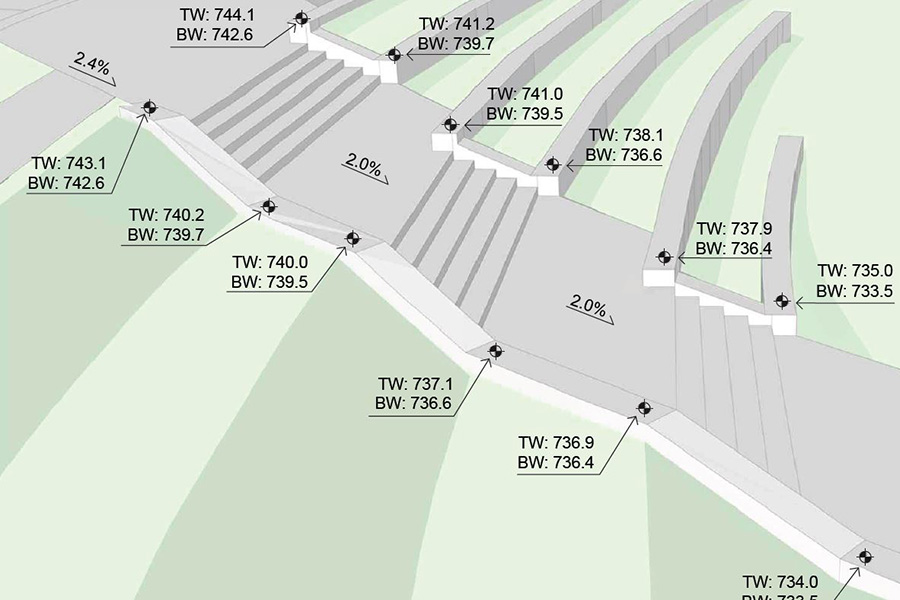 TW: 744.1
BW: 742.6
TW: 741.2
BW: 739.7
2.4%
TW: 741.0
BW: 739.5
TW: 738.1
BW: 736.6
TW: 743.1
BW: 742.6
2.0%
TW: 740.2
BW: 739.7
TW: 737.9
BW: 736.4
TW: 740.0
BW: 739.5
TW: 735.0
BW: 733.5
2.0%
TW: 737.1
BW: 736.6
TW: 736.9
BW: 736.4
TW: 734.0
BW: 733.5